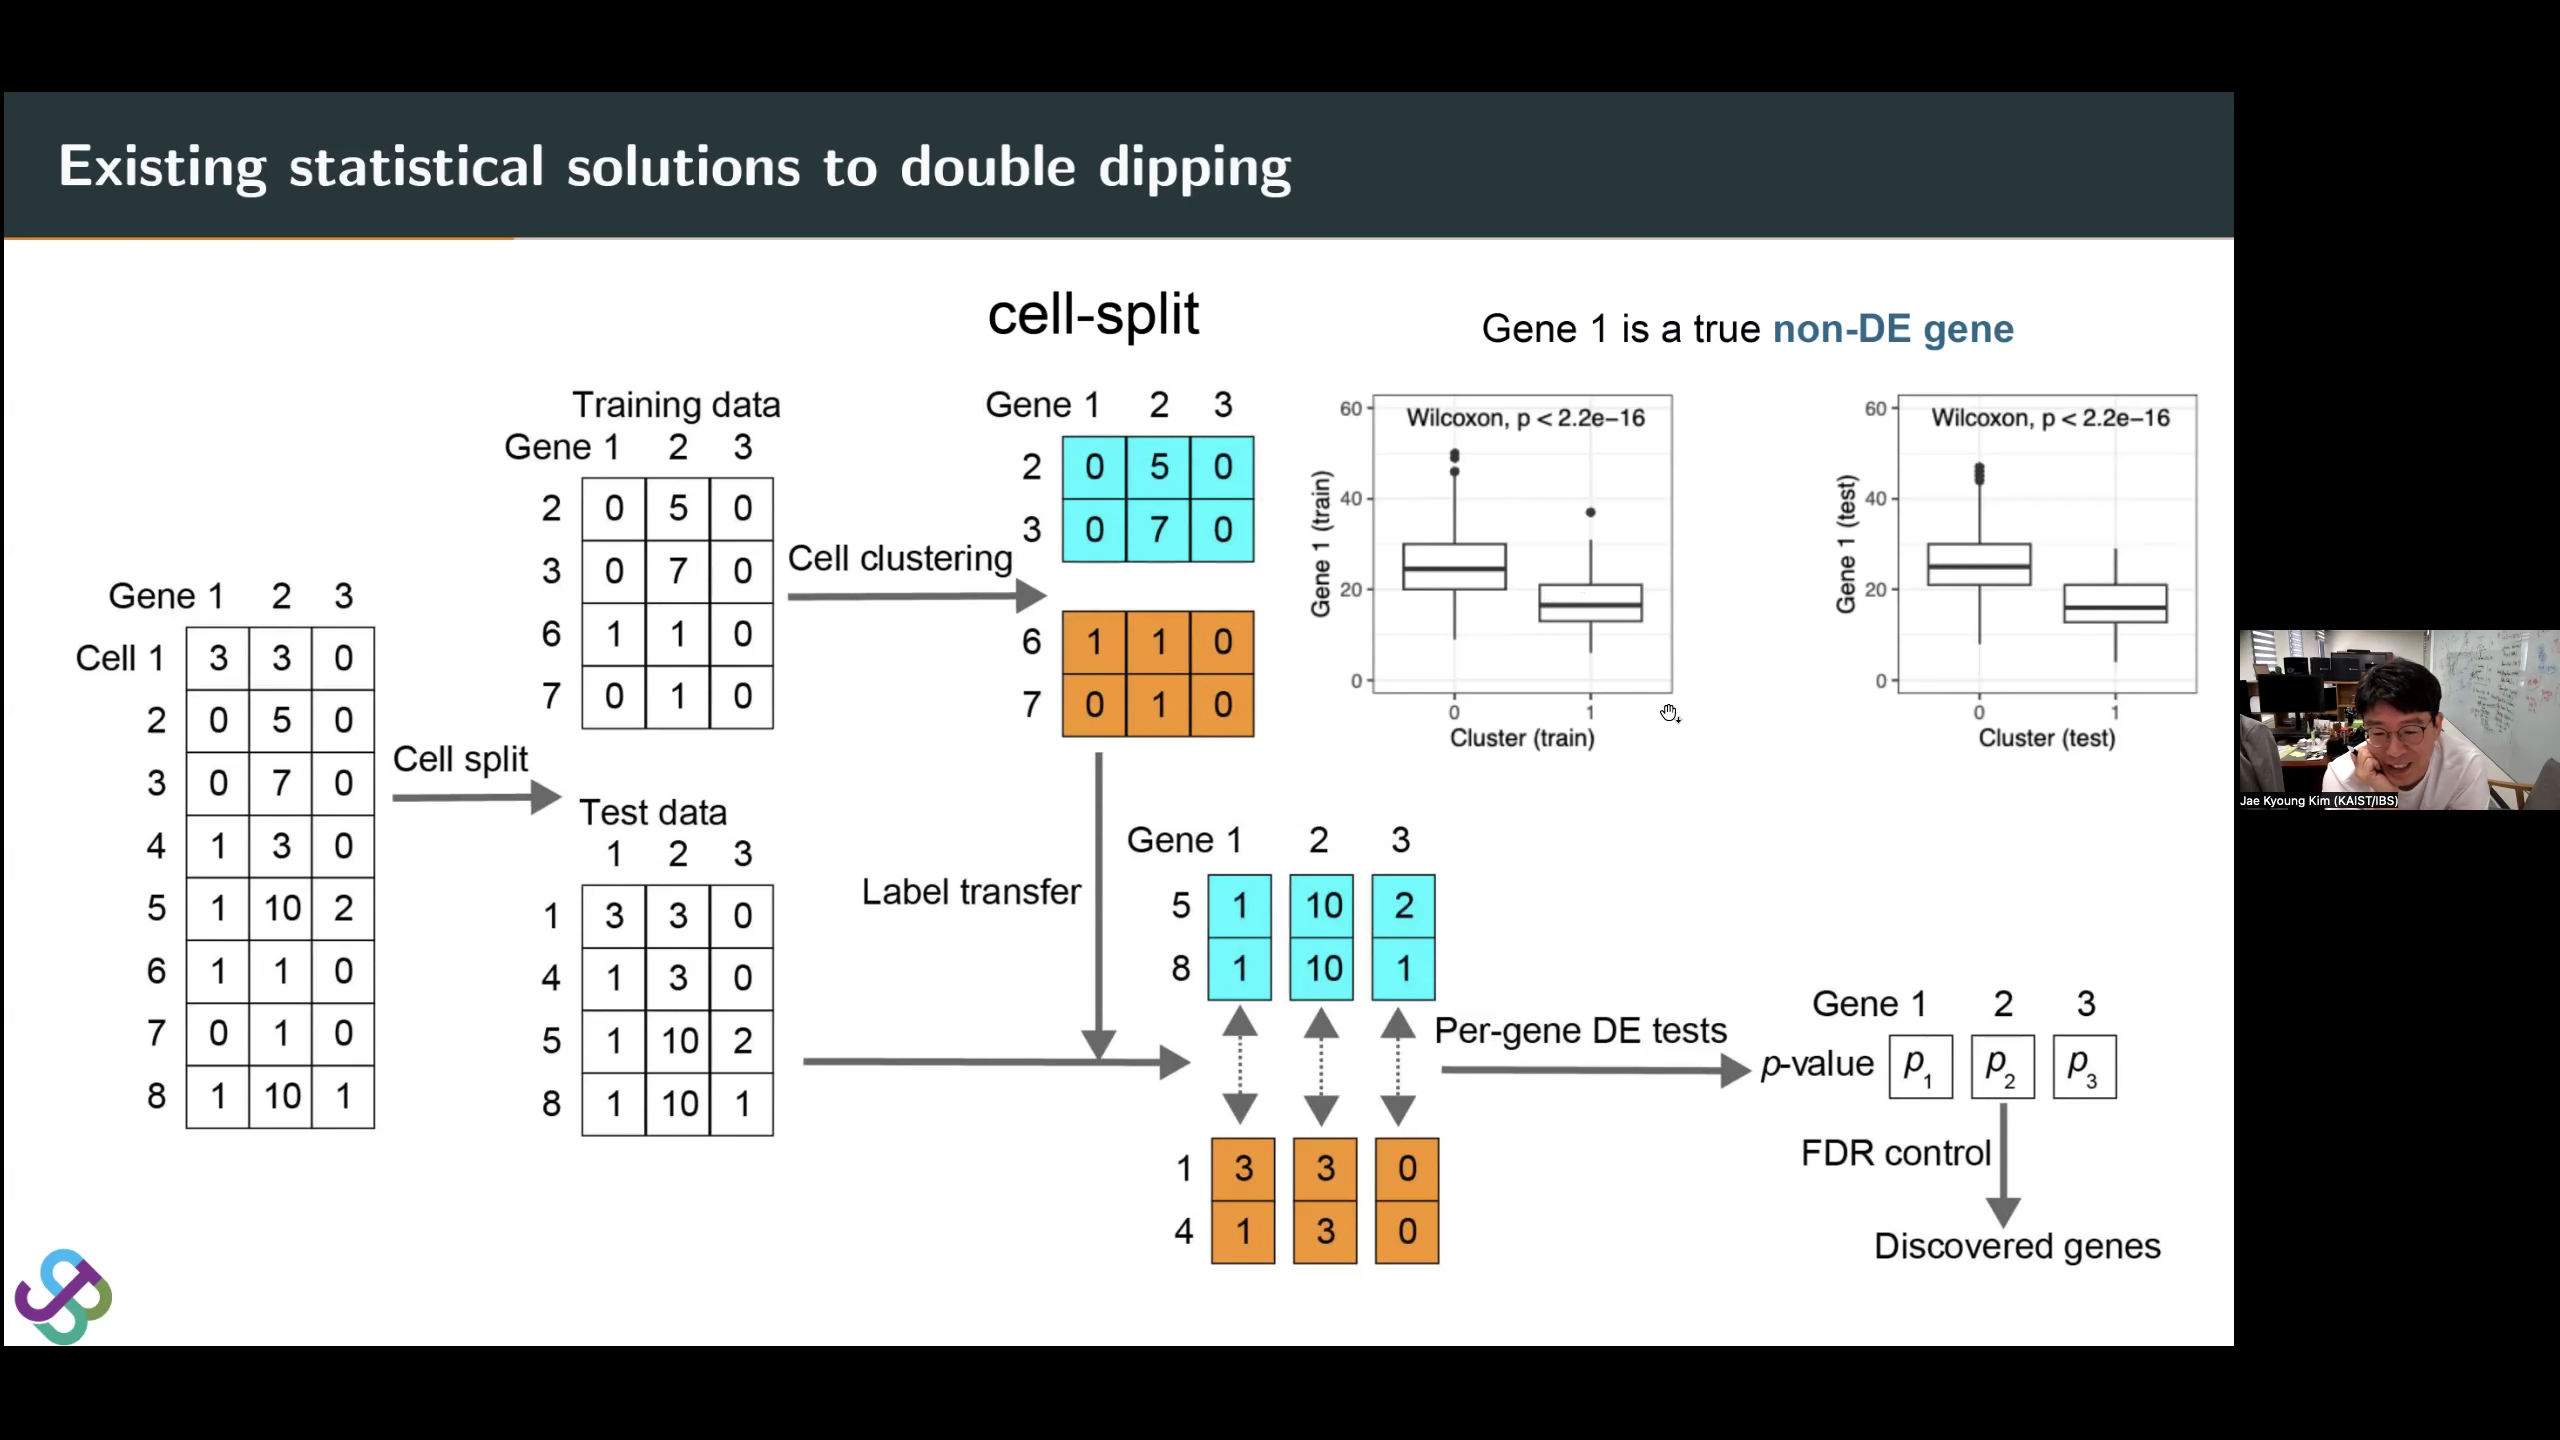 Existing statistical solutions to double dipping
cell-split
Gene 1 is a true non-DE gene
Gene 1 2 3
Cell 1 3 3 0
2 0 5 0
3 0 7 0
4 1 3 0
5 1 10 2
6 1 1 0
7 0 1 0
8 1 10 1
Cell split
Training data
Gene 1 2 3
2 0 5 0
3 0 7 0
6 1 1 0
7 0 1 0
Test data
1 2 3
1 3 3 0
4 1 3 0
5 1 10 2
8 1 10 1
Cell clustering
Gene 1 2 3
2 0 5 0
3 0 7 0
6 1 1 0
7 0 1 0
Label transfer
Wilcoxon, p < 2.2e−16
Gene 1 (train)
60
40
20
0
0 1
Cluster (train)
Wilcoxon, p < 2.2e−16
Gene 1 (test)
60
40
20
0
0 1
Cluster (test)
Gene 1 2 3
5 1 10 2
8 1 10 1
1 3 3 0
4 1 3 0
Per-gene DE tests
Gene 1 2 3
p-value p1 p2 p3
FDR control
Discovered genes
Jae Kyoung Kim (KAIST/IBS)